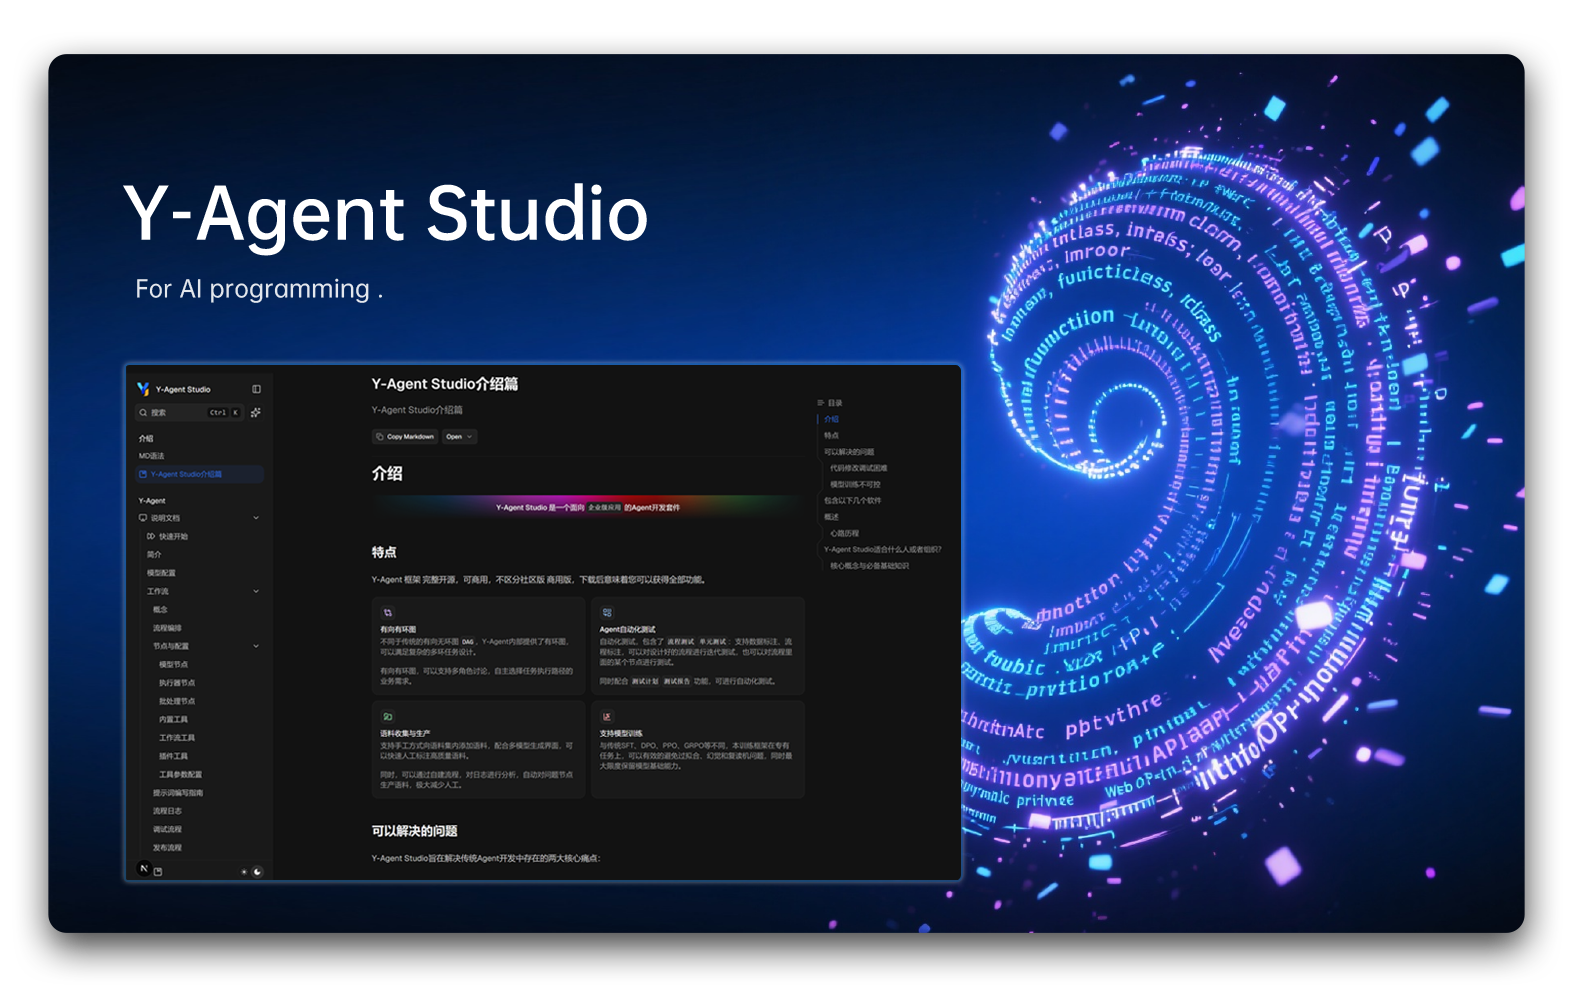 Y-Agent Studio
For AI programming .
Y-Agent Studio
搜索
Ctrl K
介绍
MD语法
Y-Agent Studio介绍篇
Y-Agent
说明文档
快速开始
简介
模型配置
工作流
概念
流程编排
节点与配置
模型节点
执行器节点
批处理节点
内置工具
工作流工具
插件工具
工具参数配置
提示词编写指南
流程日志
调试流程
发布流程
Y-Agent Studio介绍篇
Y-Agent Studio介绍篇
Copy Markdown
Open
介绍
Y-Agent Studio 是一个面向 企业级应用 的Agent开发套件
特点
Y-Agent 框架 完整开源，可商用，不区分社区版 商用版，下载后意味着您可以获得全部功能。
有向有环图
不同于传统的有向无环图 DAG ，Y-Agent内部提供了有环图，
可以满足复杂的多环任务设计。
有向有环图，可以支持多角色讨论，自主选择任务执行路径的
业务需求。
Agent自动化测试
自动化测试，包含了 流程测试 单元测试 ；支持数据标注，流
程标注，可以对设计好的流程进行迭代测试，也可以对流程里
面的某个节点进行测试。
同时配合 测试计划 测试报告 功能，可进行自动化测试。
语料收集与生产
支持手工方式向语料集内添加语料，配合多模型生成界面，可
以快速人工标注高质量语料。
同时，可以通过自建流程，对日志进行分析，自动对问题节点
生产语料，极大减少人工。
支持模型训练
与传统SFT、DPO、PPO、GRPO等不同，本训练框架在专有
任务上，可以有效的避免过拟合、幻觉和复读机问题，同时最
大限度保留模型基础能力。
可以解决的问题
Y-Agent Studio旨在解决传统Agent开发中存在的两大核心痛点：
目录
介绍
特点
可以解决的问题
代码修改调试困难
模型训练不可控
包含以下几个软件
概述
心路历程
Y-Agent Studio适合什么人或者组织？
核心概念与必备基础知识